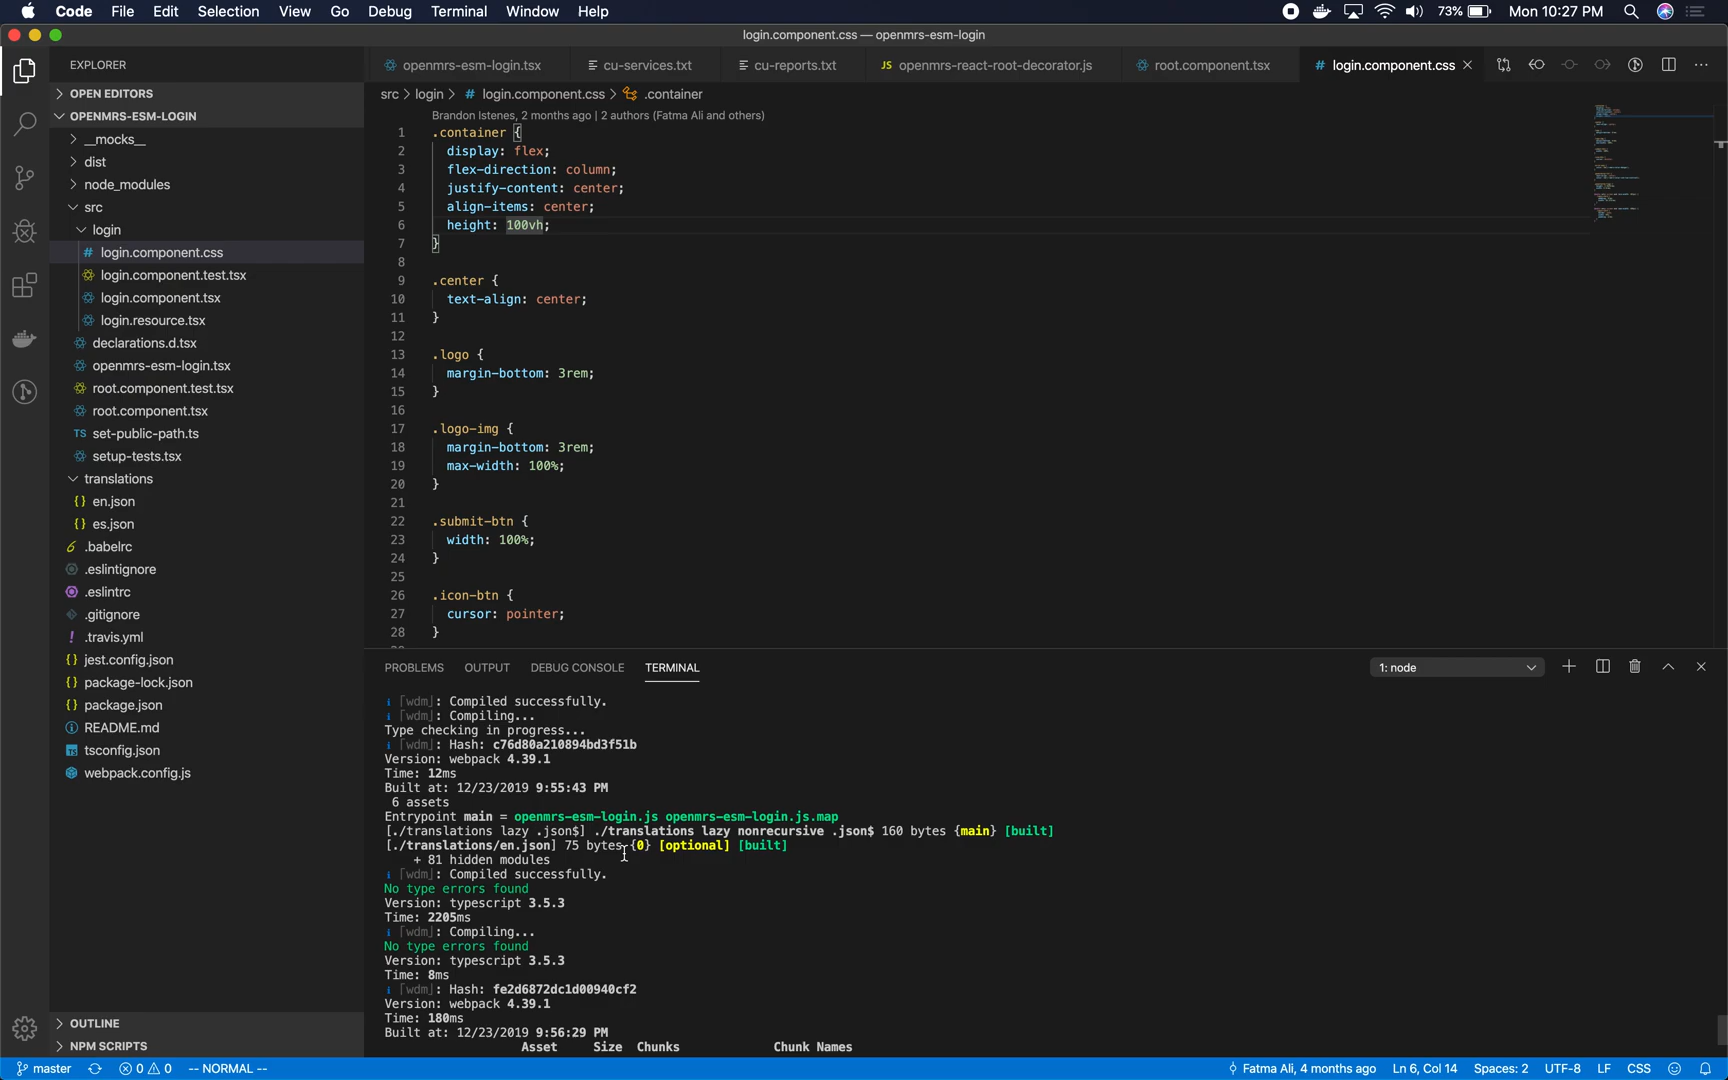 Code File Edit Selection View Go Debug Terminal Window Help 73% Mon 10:27 PM
login.component.css — openmrs-esm-login
EXPLORER
OPEN EDITORS
OPENMRS-ESM-LOGIN
__mocks__
dist
node_modules
src
login
# login.component.css
login.component.test.tsx
login.component.tsx
login.resource.tsx
declarations.d.tsx
openmrs-esm-login.tsx
root.component.test.tsx
root.component.tsx
TS set-public-path.ts
setup-tests.tsx
translations
{} en.json
{} es.json
.babelrc
.eslintignore
.eslintrc
.gitignore
! .travis.yml
{} jest.config.json
{} package-lock.json
{} package.json
README.md
tsconfig.json
webpack.config.js
OUTLINE
NPM SCRIPTS
openmrs-esm-login.tsx cu-services.txt cu-reports.txt JS openmrs-react-root-decorator.js root.component.tsx # login.component.css
src > login > # login.component.css > .container
Brandon Istenes, 2 months ago | 2 authors (Fatma Ali and others)
1 .container {
2 display: flex;
3 flex-direction: column;
4 justify-content: center;
5 align-items: center;
6 height: 100vh;
7 }
8
9 .center {
10 text-align: center;
11 }
12
13 .logo {
14 margin-bottom: 3rem;
15 }
16
17 .logo-img {
18 margin-bottom: 3rem;
19 max-width: 100%;
20 }
21
22 .submit-btn {
23 width: 100%;
24 }
25
26 .icon-btn {
27 cursor: pointer;
28 }
PROBLEMS OUTPUT DEBUG CONSOLE TERMINAL 1: node
i ｢wdm｣: Compiled successfully.
i ｢wdm｣: Compiling...
Type checking in progress...
i ｢wdm｣: Hash: c76d80a210894bd3f51b
Version: webpack 4.39.1
Time: 12ms
Built at: 12/23/2019 9:55:43 PM
6 assets
Entrypoint main = openmrs-esm-login.js openmrs-esm-login.js.map
[./translations lazy .json$] ./translations lazy nonrecursive .json$ 160 bytes {main} [built]
[./translations/en.json] 75 bytes {0} [optional] [built]
+ 81 hidden modules
i ｢wdm｣: Compiled successfully.
No type errors found
Version: typescript 3.5.3
Time: 2205ms
i ｢wdm｣: Compiling...
No type errors found
Version: typescript 3.5.3
Time: 8ms
i ｢wdm｣: Hash: fe2d6872dc1d00940cf2
Version: webpack 4.39.1
Time: 180ms
Built at: 12/23/2019 9:56:29 PM
Asset Size Chunks Chunk Names
master 0 0 -- NORMAL -- Fatma Ali, 4 months ago Ln 6, Col 14 Spaces: 2 UTF-8 LF CSS